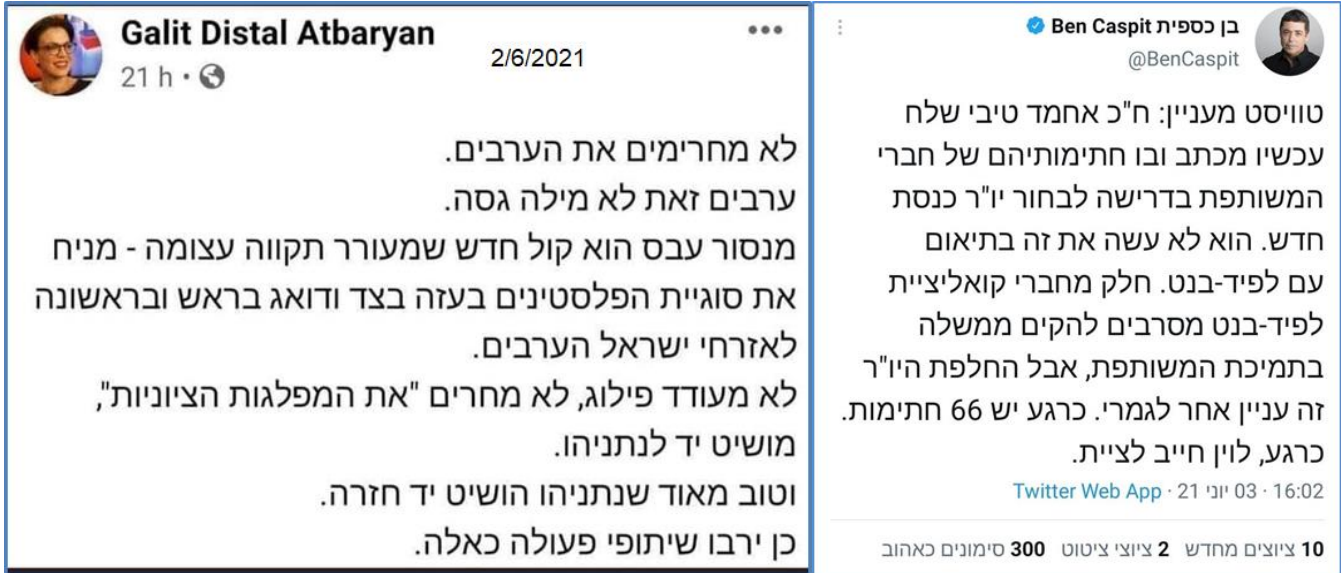 Galit Distal Atbaryan
21 h
2/6/2021
לא מחרימים את הערבים.
ערבים זאת לא מילה גסה.
מנסור עבס הוא קול חדש שמעורר תקווה עצומה - מניח
את סוגיית הפלסטינים בעזה בצד ודואג בראש ובראשונה
לאזרחי ישראל הערבים.
לא מעודד פילוג, לא מחרים "את המפלגות הציוניות",
מושיט יד לנתניהו.
וטוב מאוד שנתניהו הושיט יד חזרה.
כן ירבו שיתופי פעולה כאלה.
בן כספית Ben Caspit
@BenCaspit
טוויסט מעניין: ח"כ אחמד טיבי שלח
עכשיו מכתב ובו חתימותיהם של חברי
המשותפת בדרישה לבחור יו"ר כנסת
חדש. הוא לא עשה את זה בתיאום
עם לפיד-בנט. חלק מחברי קואליציית
לפיד-בנט מסרבים להקים ממשלה
בתמיכת המשותפת, אבל החלפת היו"ר
זה עניין אחר לגמרי. כרגע יש 66 חתימות.
כרגע, לוין חייב לציית.
16:02 · 03 יוני 21 · Twitter Web App
10 ציוצים מחדש 2 ציוצי ציטוט 300 סימונים כאהוב